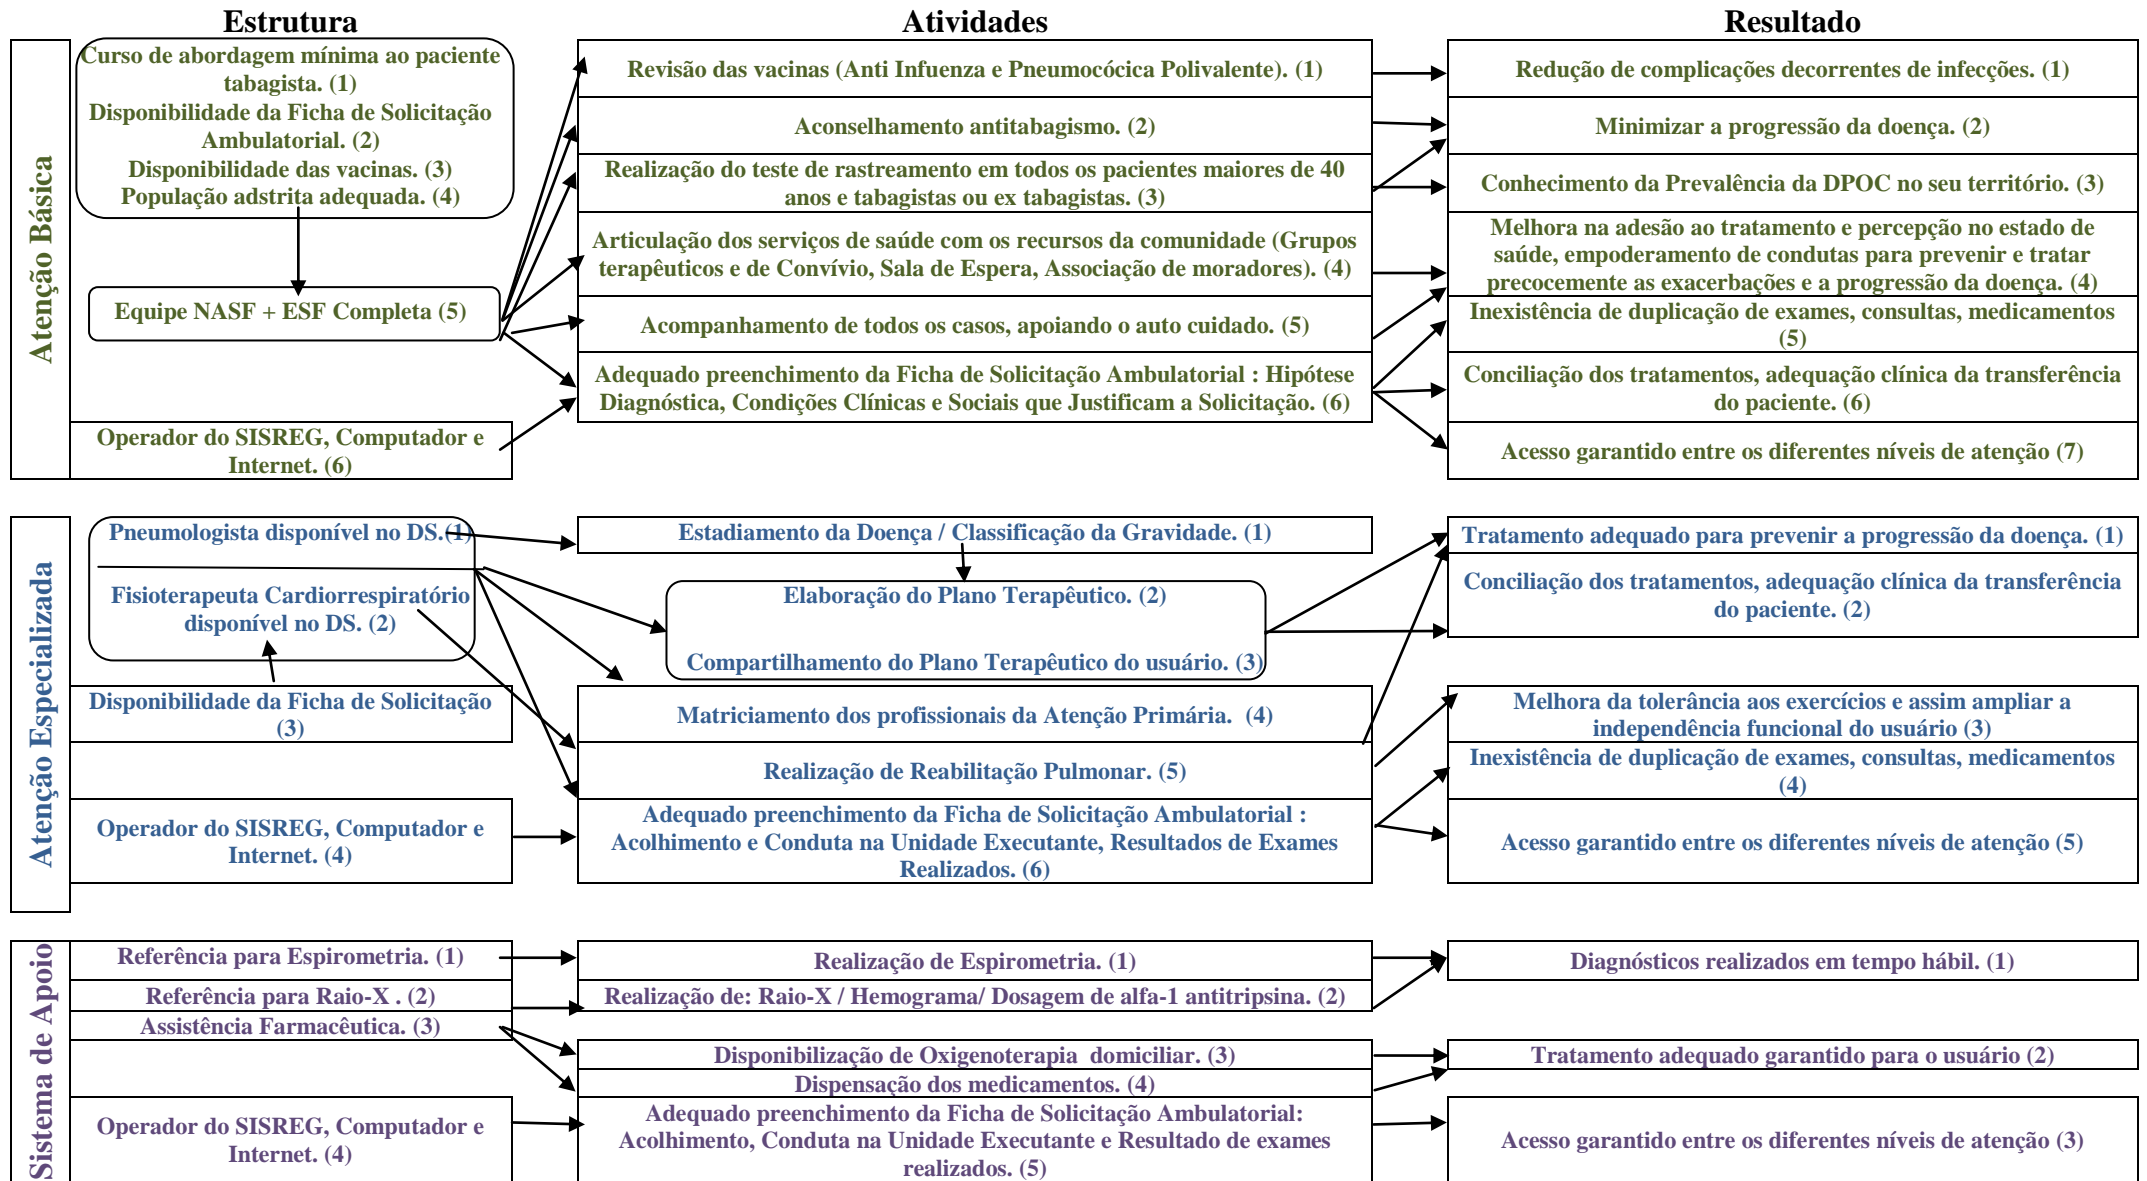 Estrutura
Atividades
Resultado
Atenção Básica
Curso de abordagem mínima ao paciente
tabagista. (1)
Disponibilidade da Ficha de Solicitação
Ambulatorial. (2)
Disponibilidade das vacinas. (3)
População adstrita adequada. (4)
Equipe NASF + ESF Completa (5)
Operador do SISREG, Computador e
Internet. (6)
Revisão das vacinas (Anti Infuenza e Pneumocócica Polivalente). (1)
Aconselhamento antitabagismo. (2)
Realização do teste de rastreamento em todos os pacientes maiores de 40
anos e tabagistas ou ex tabagistas. (3)
Articulação dos serviços de saúde com os recursos da comunidade (Grupos
terapêuticos e de Convívio, Sala de Espera, Associação de moradores). (4)
Acompanhamento de todos os casos, apoiando o auto cuidado. (5)
Adequado preenchimento da Ficha de Solicitação Ambulatorial : Hipótese
Diagnóstica, Condições Clínicas e Sociais que Justificam a Solicitação. (6)
Redução de complicações decorrentes de infecções. (1)
Minimizar a progressão da doença. (2)
Conhecimento da Prevalência da DPOC no seu território. (3)
Melhora na adesão ao tratamento e percepção no estado de
saúde, empoderamento de condutas para prevenir e tratar
precocemente as exacerbações e a progressão da doença. (4)
Inexistência de duplicação de exames, consultas, medicamentos
(5)
Conciliação dos tratamentos, adequação clínica da transferência
do paciente. (6)
Acesso garantido entre os diferentes níveis de atenção (7)
Atenção Especializada
Pneumologista disponível no DS.(1)
Fisioterapeuta Cardiorrespiratório
disponível no DS. (2)
Disponibilidade da Ficha de Solicitação
(3)
Operador do SISREG, Computador e
Internet. (4)
Estadiamento da Doença / Classificação da Gravidade. (1)
Elaboração do Plano Terapêutico. (2)
Compartilhamento do Plano Terapêutico do usuário. (3)
Matriciamento dos profissionais da Atenção Primária.  (4)
Realização de Reabilitação Pulmonar. (5)
Adequado preenchimento da Ficha de Solicitação Ambulatorial :
Acolhimento e Conduta na Unidade Executante, Resultados de Exames
Realizados. (6)
Tratamento adequado para prevenir a progressão da doença. (1)
Conciliação dos tratamentos, adequação clínica da transferência
do paciente. (2)
Melhora da tolerância aos exercícios e assim ampliar a
independência funcional do usuário (3)
Inexistência de duplicação de exames, consultas, medicamentos
(4)
Acesso garantido entre os diferentes níveis de atenção (5)
Sistema de Apoio
Referência para Espirometria. (1)
Referência para Raio-X . (2)
Assistência Farmacêutica. (3)
Operador do SISREG, Computador e
Internet. (4)
Realização de Espirometria. (1)
Realização de: Raio-X / Hemograma/ Dosagem de alfa-1 antitripsina. (2)
Disponibilização de Oxigenoterapia  domiciliar. (3)
Dispensação dos medicamentos. (4)
Adequado preenchimento da Ficha de Solicitação Ambulatorial:
Acolhimento, Conduta na Unidade Executante e Resultado de exames
realizados. (5)
Diagnósticos realizados em tempo hábil. (1)
Tratamento adequado garantido para o usuário (2)
Acesso garantido entre os diferentes níveis de atenção (3)